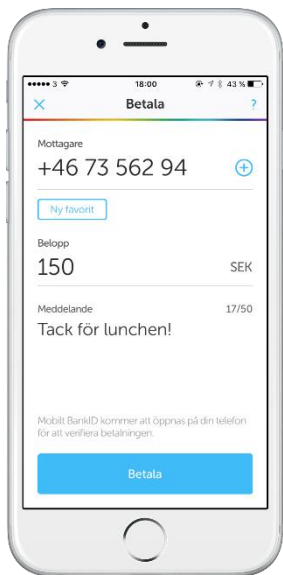 3 18:00 43 %
Betala ?
Mottagare
+46 73 562 94
Ny favorit
Belopp
150 SEK
Meddelande 17/50
Tack för lunchen!
Mobilt BankID kommer att öppnas på din telefon
för att verifiera betalningen.
Betala